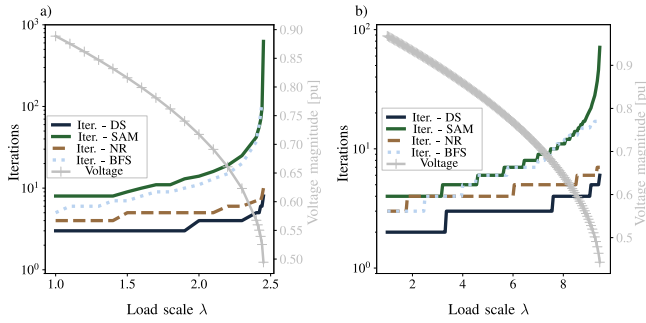 a)
10³
10²
10¹
10⁰
Iterations
0.90
0.85
0.80
0.75
0.70
0.65
0.60
0.55
0.50
Voltage magnitude [pu]
Iter. - DS
Iter. - SAM
Iter. - NR
Iter. - BFS
Voltage
1.0 1.5 2.0 2.5
Load scale λ
b)
10²
10¹
10⁰
Iterations
0.9
0.8
0.7
0.6
0.5
Voltage magnitude [pu]
Iter. - DS
Iter. - SAM
Iter. - NR
Iter. - BFS
Voltage
2 4 6 8
Load scale λ